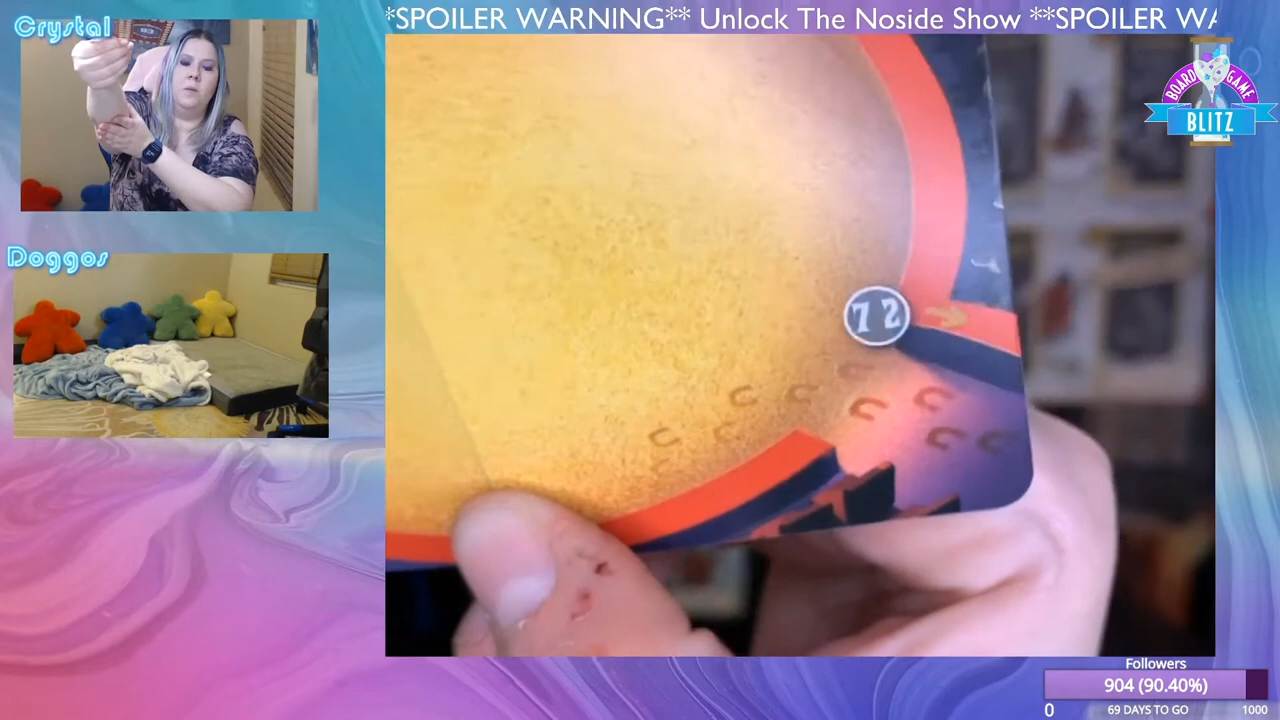 *SPOILER WARNING** Unlock The Noside Show **SPOILER WA
Crystal
BOARD GAME
BLITZ
Doggos
72
Followers
904 (90.40%)
0 69 DAYS TO GO 1000